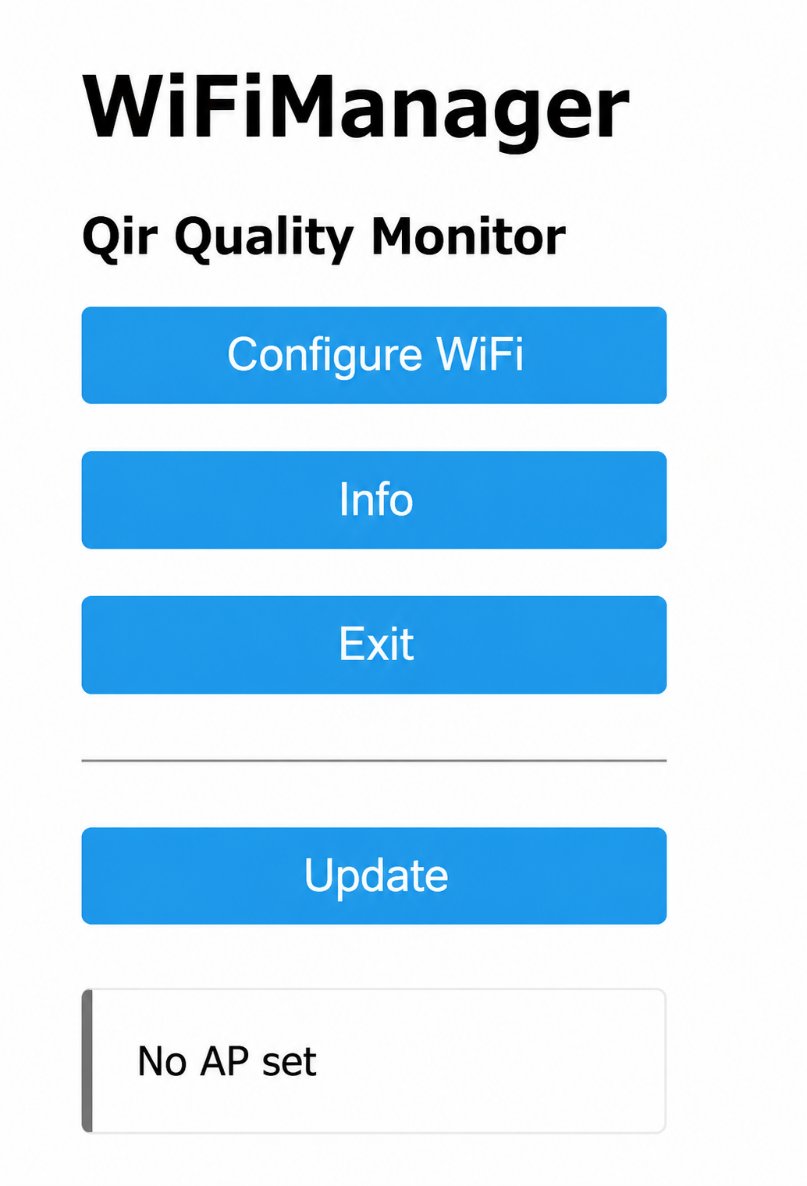 WiFiManager
Qir Quality Monitor
Configure WiFi
Info
Exit
Update
No AP set